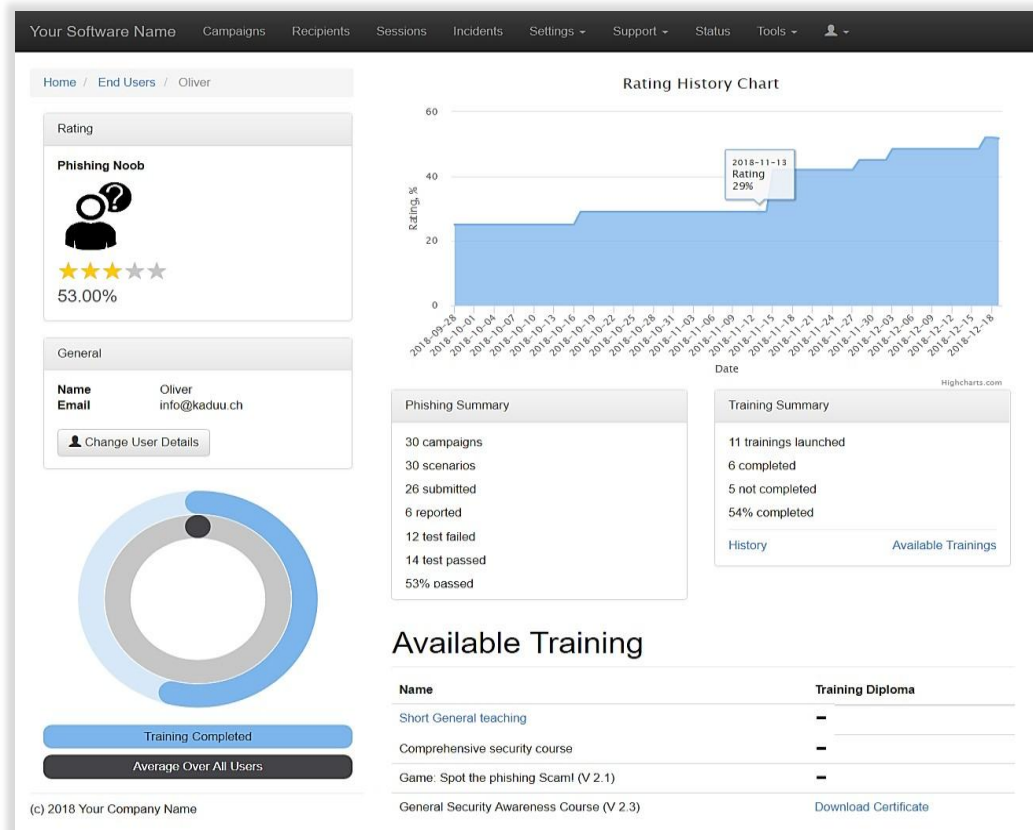 Your Software Name Campaigns Recipients Sessions Incidents Settings Support Status Tools
Home / End Users / Oliver
Rating
Phishing Noob
?
53.00%
General
Name Oliver
Email info@kaduu.ch
Change User Details
Training Completed
Average Over All Users
(c) 2018 Your Company Name
Rating History Chart
60
40
20
0
Rating, %
2018-11-13
Rating
29%
2018-09-28
2018-10-01
2018-10-04
2018-10-07
2018-10-10
2018-10-13
2018-10-16
2018-10-19
2018-10-22
2018-10-25
2018-10-28
2018-10-31
2018-11-03
2018-11-06
2018-11-09
2018-11-12
2018-11-15
2018-11-18
2018-11-21
2018-11-24
2018-11-27
2018-11-30
2018-12-03
2018-12-06
2018-12-09
2018-12-12
2018-12-15
2018-12-18
Date
Highcharts.com
Phishing Summary
30 campaigns
30 scenarios
26 submitted
6 reported
12 test failed
14 test passed
53% passed
Training Summary
11 trainings launched
6 completed
5 not completed
54% completed
History Available Trainings
Available Training
Name Training Diploma
Short General teaching -
Comprehensive security course -
Game: Spot the phishing Scam! (V 2.1) -
General Security Awareness Course (V 2.3) Download Certificate